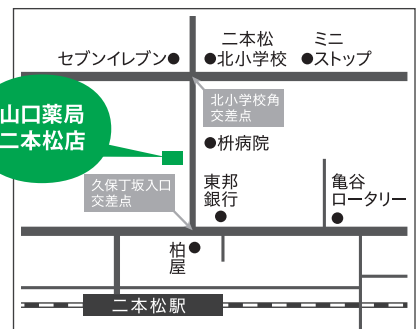 二本松
北小学校
ミニ
ストップ
セブンイレブン
山口薬局
二本松店
北小学校角
交差点
枡病院
久保丁坂入口
交差点
東邦
銀行
亀谷
ロータリー
柏
屋
二本松駅